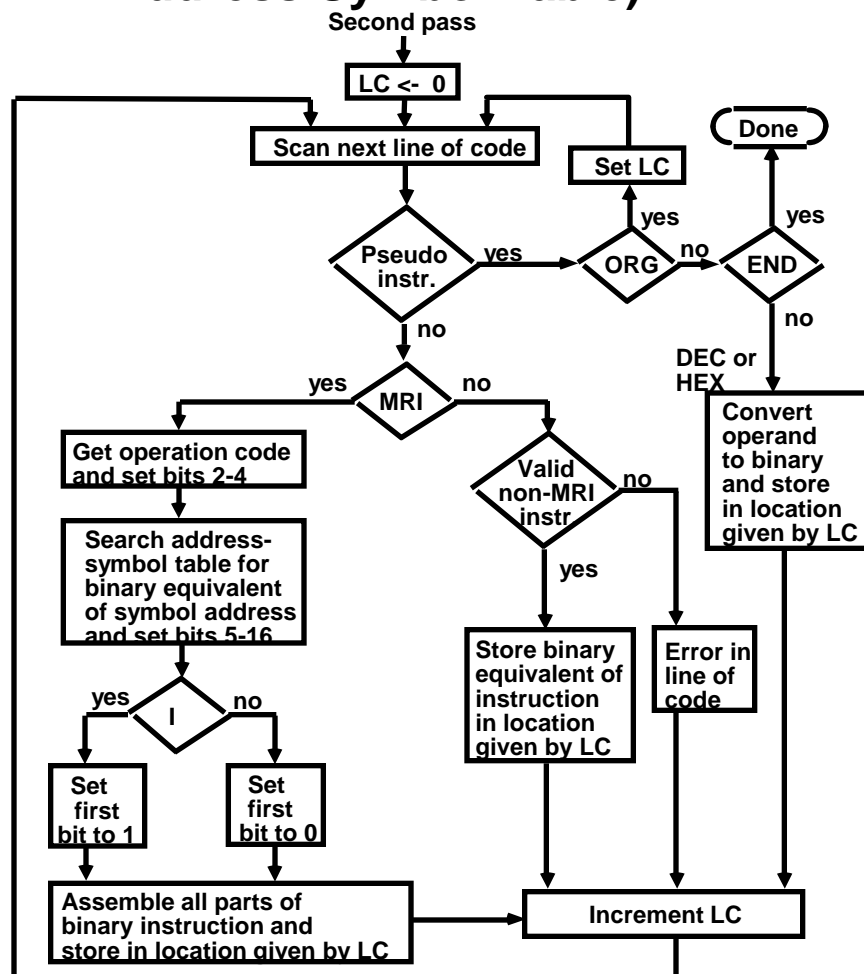 Second pass
LC <- 0
Scan next line of code
Done
Set LC
yes
yes
Pseudo
instr.
yes
ORG
no
END
no
no
DEC or
HEX
yes
MRI
no
Convert
operand
to binary
and store
in location
given by LC
Get operation code
and set bits 2-4
Valid
non-MRI
instr
no
Search address-
symbol table for
binary equivalent
of symbol address
and set bits 5-16
yes
Store binary
equivalent of
instruction
in location
given by LC
Error in
line of
code
yes
I
no
Set
first
bit to 1
Set
first
bit to 0
Assemble all parts of
binary instruction and
store in location given by LC
Increment LC